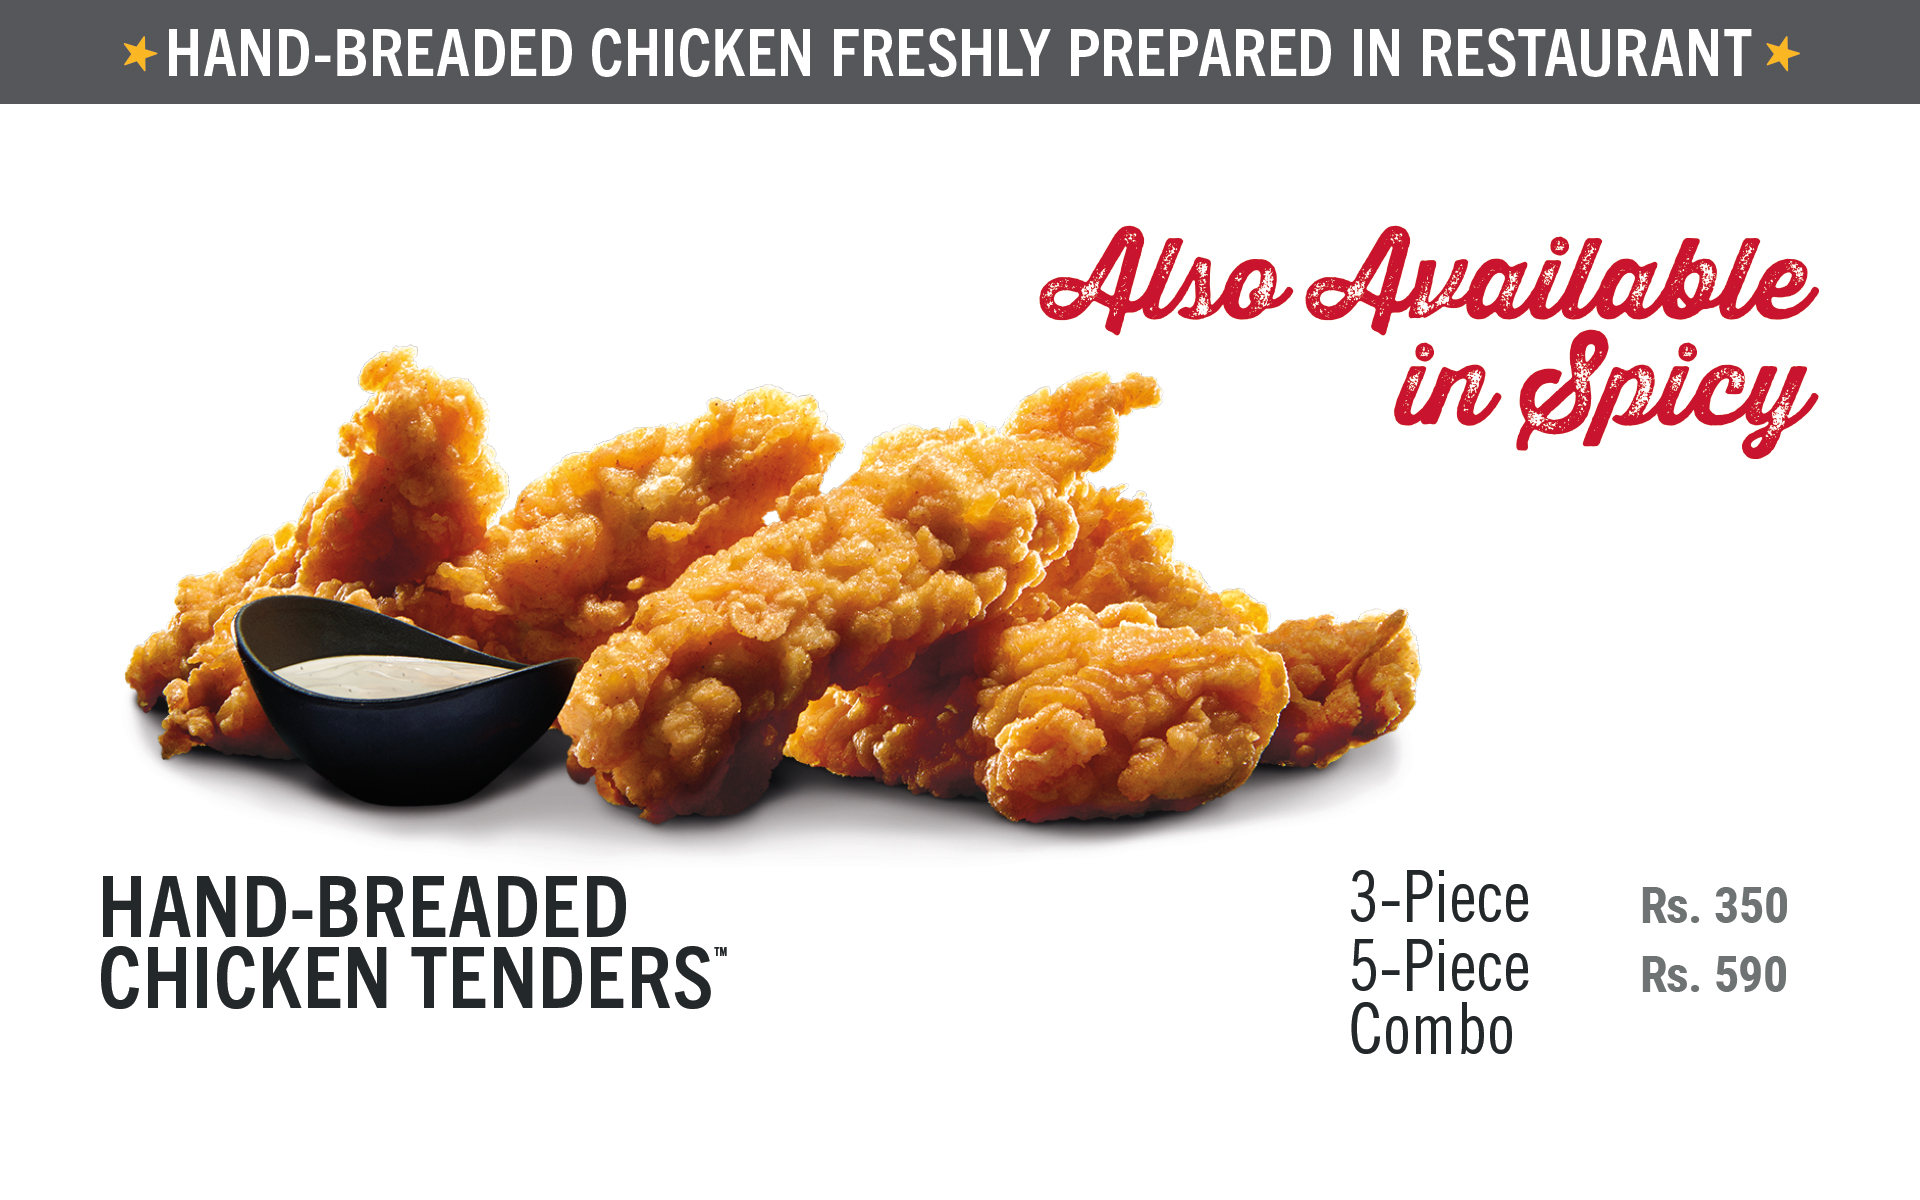 HAND-BREADED CHICKEN FRESHLY PREPARED IN RESTAURANT
Also Available
in Spicy
HAND-BREADED
CHICKEN TENDERS™
3-Piece Rs. 350
5-Piece Rs. 590
Combo